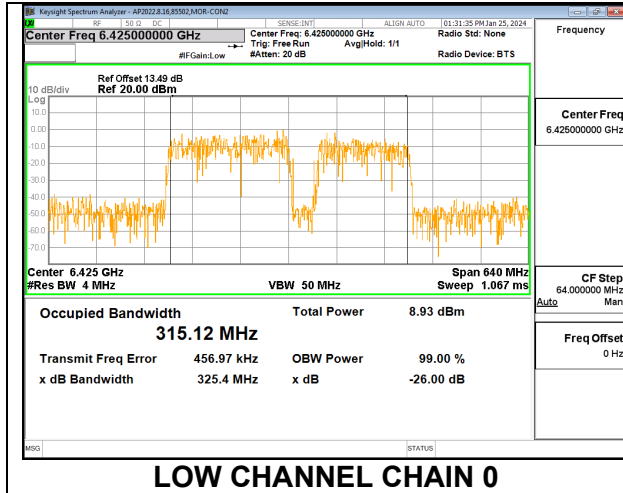 Keysight Spectrum Analyzer - AP2022.8.16,85502,MOR-CON2
RF 50 Ω DC SENSE:INT ALIGN AUTO 01:31:35 PM Jan 25, 2024
Center Freq 6.425000000 GHz
Center Freq: 6.425000000 GHz
Radio Std: None
Trig: Free Run Avg|Hold: 1/1
#IFGain:Low #Atten: 20 dB Radio Device: BTS
Ref Offset 13.49 dB
10 dB/div Ref 20.00 dBm
Log
10.0
0.00
-10.0
-20.0
-30.0
-40.0
-50.0
-60.0
-70.0
Center 6.425 GHz Span 640 MHz
#Res BW 4 MHz VBW 50 MHz Sweep 1.067 ms
Occupied Bandwidth Total Power 8.93 dBm
315.12 MHz
Transmit Freq Error 456.97 kHz OBW Power 99.00 %
x dB Bandwidth 325.4 MHz x dB -26.00 dB
MSG STATUS
Frequency
Center Freq
6.425000000 GHz
CF Step
64.000000 MHz
Auto Man
Freq Offset
0 Hz
LOW CHANNEL CHAIN 0